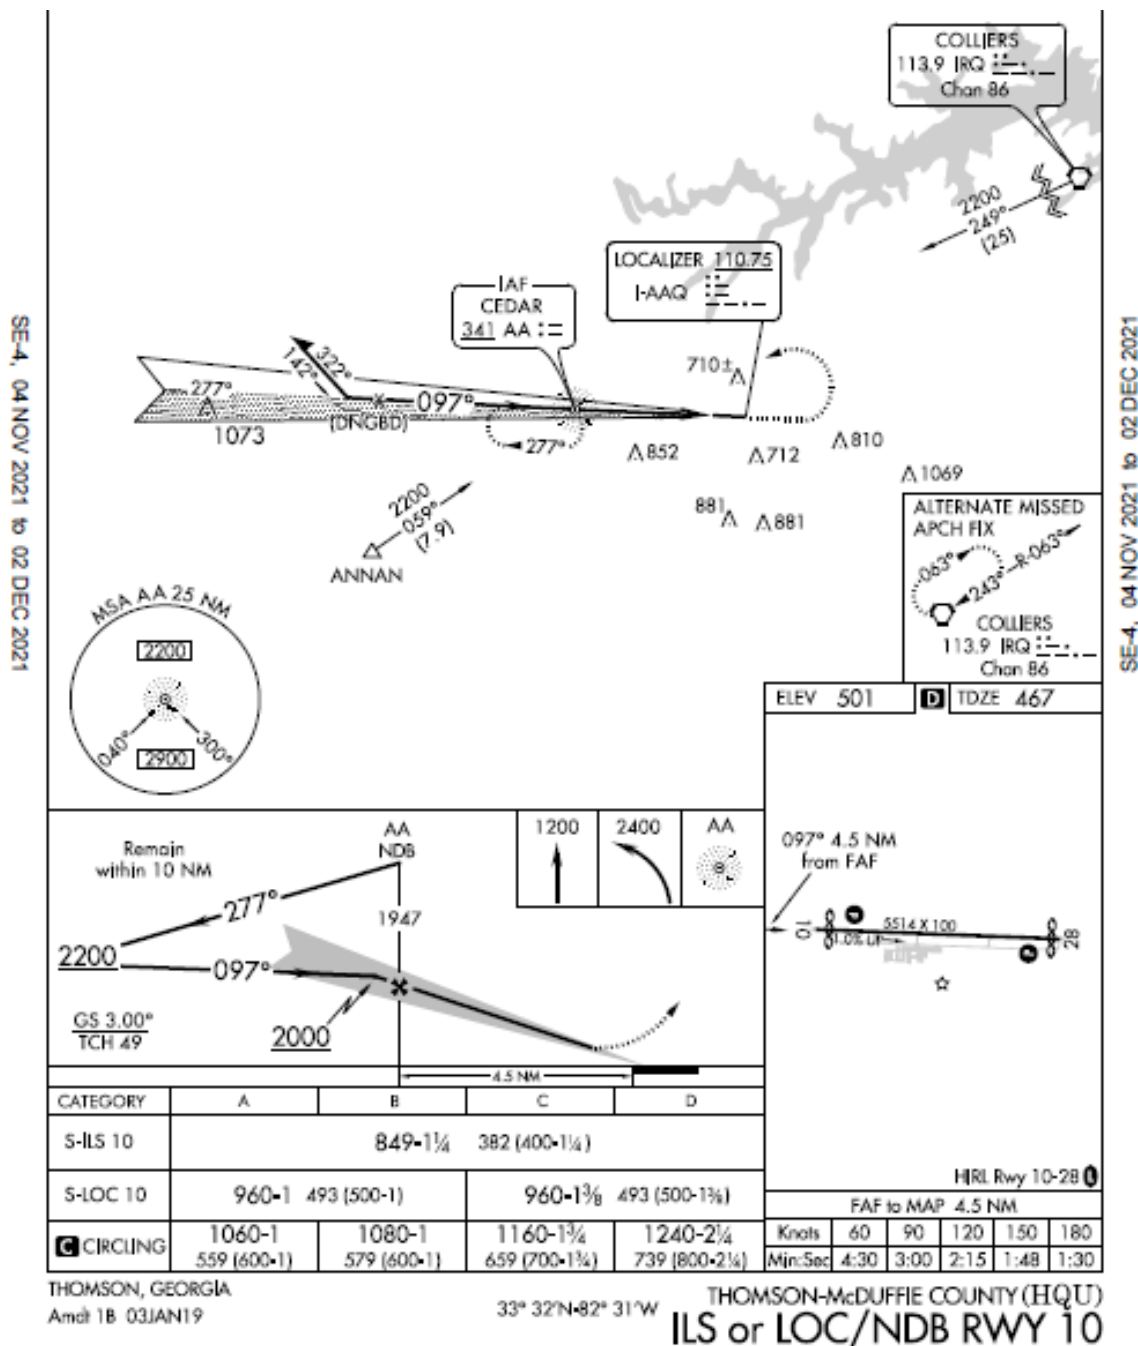 COLLIERS
113.9 IRQ
Chan 86
2200
249°
(25)
LOCALIZER 110.75
I-AAQ
IAF
CEDAR
341 AA
710±
322°
142°
277°
097°
1073
(DNGBD)
277°
852
712
810
1069
881
881
2200
059°
(7.9)
ANNAN
ALTERNATE MISSED
APCH FIX
063°
243°
R-063°
COLLIERS
113.9 IRQ
Chan 86
SE-4, 04 NOV 2021 to 02 DEC 2021
SE-4, 04 NOV 2021 to 02 DEC 2021
MSA AA 25 NM
2200
040°
300°
2900
ELEV 501 D TDZE 467
097° 4.5 NM
from FAF
10
5514 X 100
1.0% UP
28
HIRL Rwy 10-28 L
FAF to MAP 4.5 NM
Knots 60 90 120 150 180
Min:Sec 4:30 3:00 2:15 1:48 1:30
Remain
within 10 NM
AA
NDB
1200
2400
AA
277°
1947
2200
097°
GS 3.00°
TCH 49
2000
4.5 NM
CATEGORY A B C D
S-ILS 10 849-1¼ 382 (400-1¼)
S-LOC 10 960-1 493 (500-1) 960-1⅜ 493 (500-1⅜)
C CIRCLING 1060-1 1080-1 1160-1¾ 1240-2¼
559 (600-1) 579 (600-1) 659 (700-1¾) 739 (800-2¼)
THOMSON, GEORGIA
Amdt 1B 03JAN19
33° 32'N-82° 31'W
THOMSON-McDUFFIE COUNTY (HQU)
ILS or LOC/NDB RWY 10